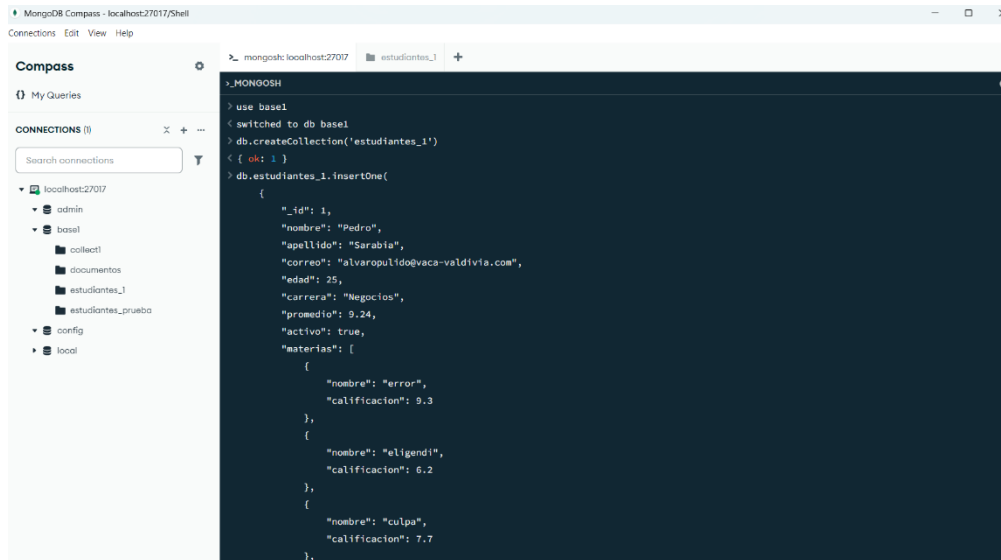 MongoDB Compass - localhost:27017/Shell
Connections Edit View Help
Compass
{} My Queries
CONNECTIONS (1)
Search connections
localhost:27017
admin
base1
collect1
documentos
estudiantes_1
estudiantes_prueba
config
local
>_ mongosh: localhost:27017 estudiantes_1 +
>_MONGOSH
> use base1
< switched to db base1
> db.createCollection('estudiantes_1')
< { ok: 1 }
> db.estudiantes_1.insertOne(
{
"_id": 1,
"nombre": "Pedro",
"apellido": "Sarabia",
"correo": "alvaropulido@vaca-valdivia.com",
"edad": 25,
"carrera": "Negocios",
"promedio": 9.24,
"activo": true,
"materias": [
{
"nombre": "error",
"calificacion": 9.3
},
{
"nombre": "eligendi",
"calificacion": 6.2
},
{
"nombre": "culpa",
"calificacion": 7.7
},